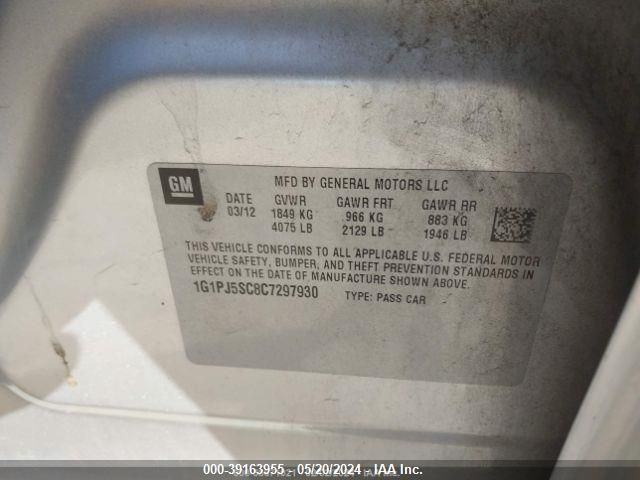 GM
MFD BY GENERAL MOTORS LLC
DATE GVWR GAWR FRT GAWR RR
03/12 1849 KG 966 KG 883 KG
4075 LB 2129 LB 1946 LB
THIS VEHICLE CONFORMS TO ALL APPLICABLE U.S. FEDERAL MOTOR
VEHICLE SAFETY, BUMPER, AND THEFT PREVENTION STANDARDS IN
EFFECT ON THE DATE OF MANUFACTURE SHOWN ABOVE.
1G1PJ5SC8C7297930 TYPE: PASS CAR
000-39163955 - 05/20/2024 - IAA Inc.